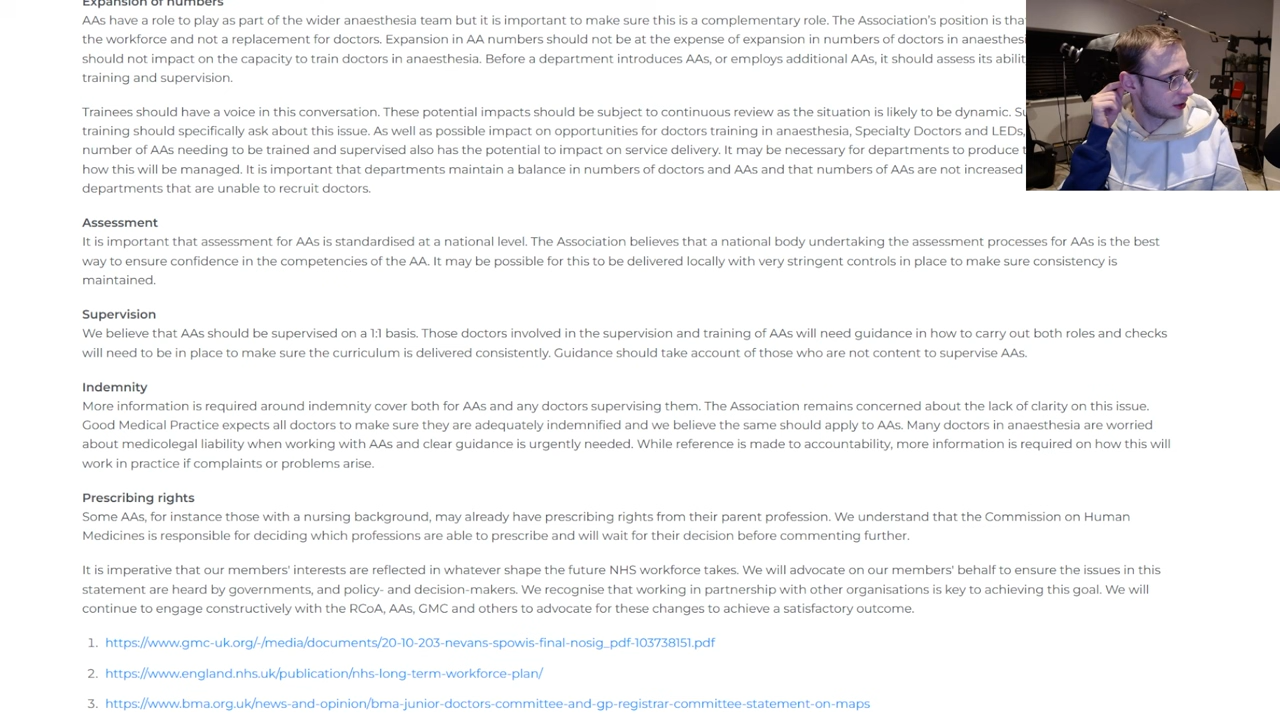 Expansion of numbers
AAs have a role to play as part of the wider anaesthesia team but it is important to make sure this is a complementary role. The Association's position is
the workforce and not a replacement for doctors. Expansion in AA numbers should not be at the expense of expansion in numbers of doctors in
should not impact on the capacity to train doctors in anaesthesia. Before a department introduces AAs, or employs additional AAs, it should assess its
training and supervision.
Trainees should have a voice in this conversation. These potential impacts should be subject to continuous review as the situation is likely to be dynamic.
training should specifically ask about this issue. As well as possible impact on opportunities for doctors training in anaesthesia, Specialty Doctors and LEDs,
number of AAs needing to be trained and supervised also has the potential to impact on service delivery. It may be necessary for departments to produce
how this will be managed. It is important that departments maintain a balance in numbers of doctors and AAs and that numbers of AAs are not increased
departments that are unable to recruit doctors.
Assessment
It is important that assessment for AAs is standardised at a national level. The Association believes that a national body undertaking the assessment processes for AAs is the best
way to ensure confidence in the competencies of the AA. It may be possible for this to be delivered locally with very stringent controls in place to make sure consistency is
maintained.
Supervision
We believe that AAs should be supervised on a 1:1 basis. Those doctors involved in the supervision and training of AAs will need guidance in how to carry out both roles and checks
will need to be in place to make sure the curriculum is delivered consistently. Guidance should take account of those who are not content to supervise AAs.
Indemnity
More information is required around indemnity cover both for AAs and any doctors supervising them. The Association remains concerned about the lack of clarity on this issue.
Good Medical Practice expects all doctors to make sure they are adequately indemnified and we believe the same should apply to AAs. Many doctors in anaesthesia are worried
about medicolegal liability when working with AAs and clear guidance is urgently needed. While reference is made to accountability, more information is required on how this will
work in practice if complaints or problems arise.
Prescribing rights
Some AAs, for instance those with a nursing background, may already have prescribing rights from their parent profession. We understand that the Commission on Human
Medicines is responsible for deciding which professions are able to prescribe and will wait for their decision before commenting further.
It is imperative that our members' interests are reflected in whatever shape the future NHS workforce takes. We will advocate on our members' behalf to ensure the issues in this
statement are heard by governments, and policy- and decision-makers. We recognise that working in partnership with other organisations is key to achieving this goal. We will
continue to engage constructively with the RCoA, AAs, GMC and others to advocate for these changes to achieve a satisfactory outcome.
1. https://www.gmc-uk.org/-/media/documents/20-10-203-nevans-spowis-final-nosig_pdf-103738151.pdf
2. https://www.england.nhs.uk/publication/nhs-long-term-workforce-plan/
3. https://www.bma.org.uk/news-and-opinion/bma-junior-doctors-committee-and-gp-registrar-committee-statement-on-maps